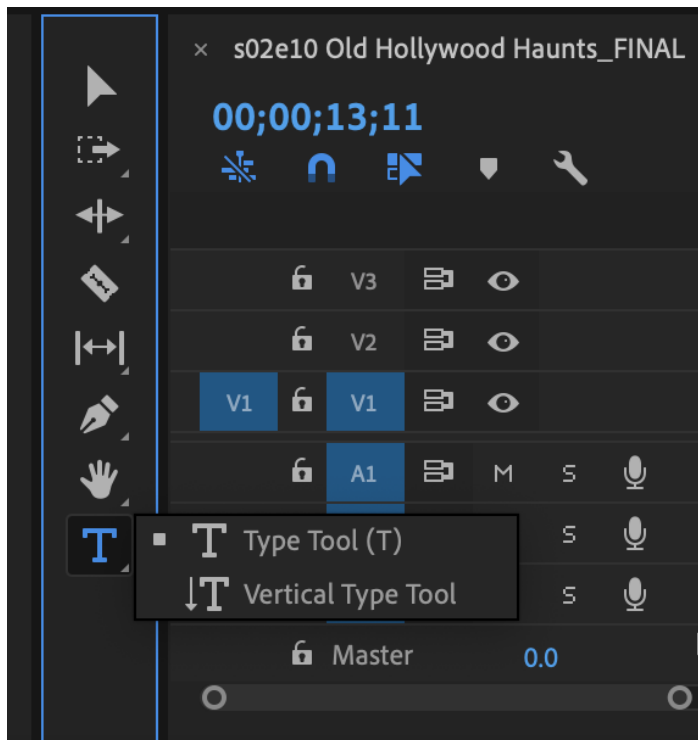 × s02e10 Old Hollywood Haunts_FINAL
00;00;13;11
V3
V2
V1 V1
A1 M S
T Type Tool (T) S
T Vertical Type Tool S
Master 0.0